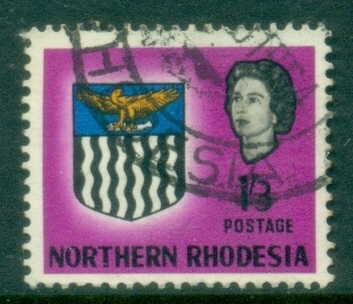 1/3
POSTAGE
NORTHERN RHODESIA